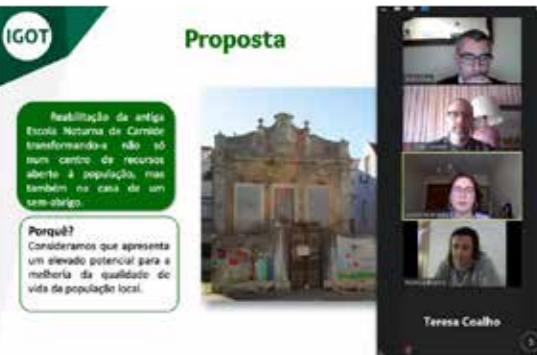 IGOT
Proposta
Reabilitação da antiga
Escola Noturna de Carnide
transformando-a não só
num centro de recursos
aberto à população, mas
também na casa de um
sem-abrigo.
Porquê?
Consideramos que apresenta
um elevado potencial para a
melhoria da qualidade de
vida da população local.
Teresa Coalho